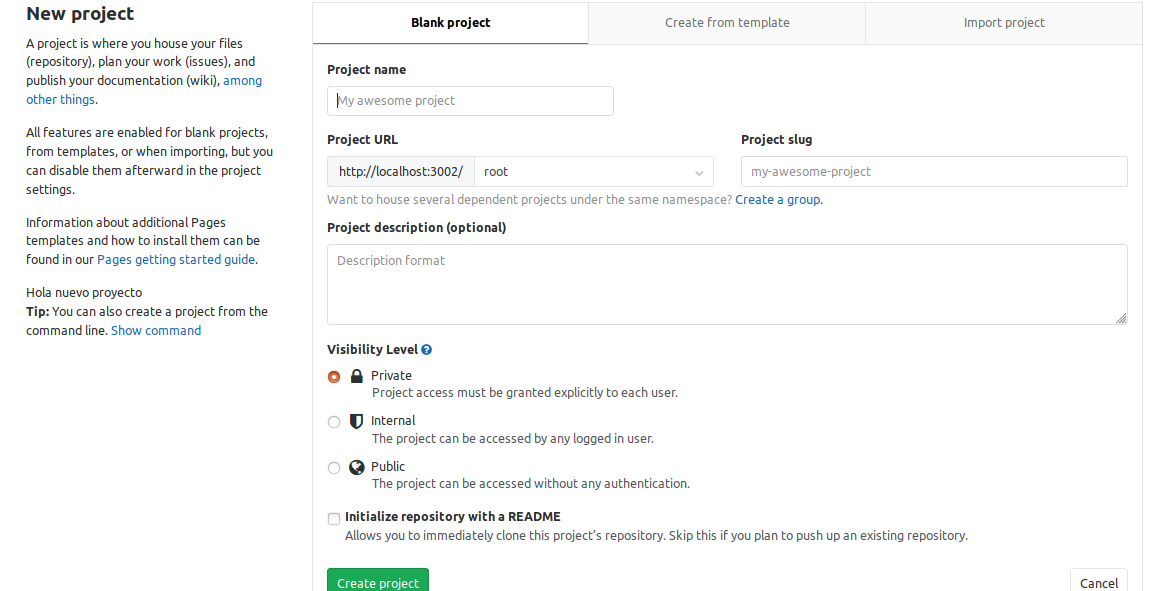 New project
A project is where you house your files
(repository), plan your work (issues), and
publish your documentation (wiki), among
other things.
All features are enabled for blank projects,
from templates, or when importing, but you
can disable them afterward in the project
settings.
Information about additional Pages
templates and how to install them can be
found in our Pages getting started guide.
Hola nuevo proyecto
Tip: You can also create a project from the
command line. Show command
Blank project
Create from template
Import project
Project name
My awesome project
Project URL
Project slug
http://localhost:3002/
root
my-awesome-project
Want to house several dependent projects under the same namespace? Create a group.
Project description (optional)
Description format
Visibility Level ?
Private
Project access must be granted explicitly to each user.
Internal
The project can be accessed by any logged in user.
Public
The project can be accessed without any authentication.
Initialize repository with a README
Allows you to immediately clone this project's repository. Skip this if you plan to push up an existing repository.
Create project
Cancel